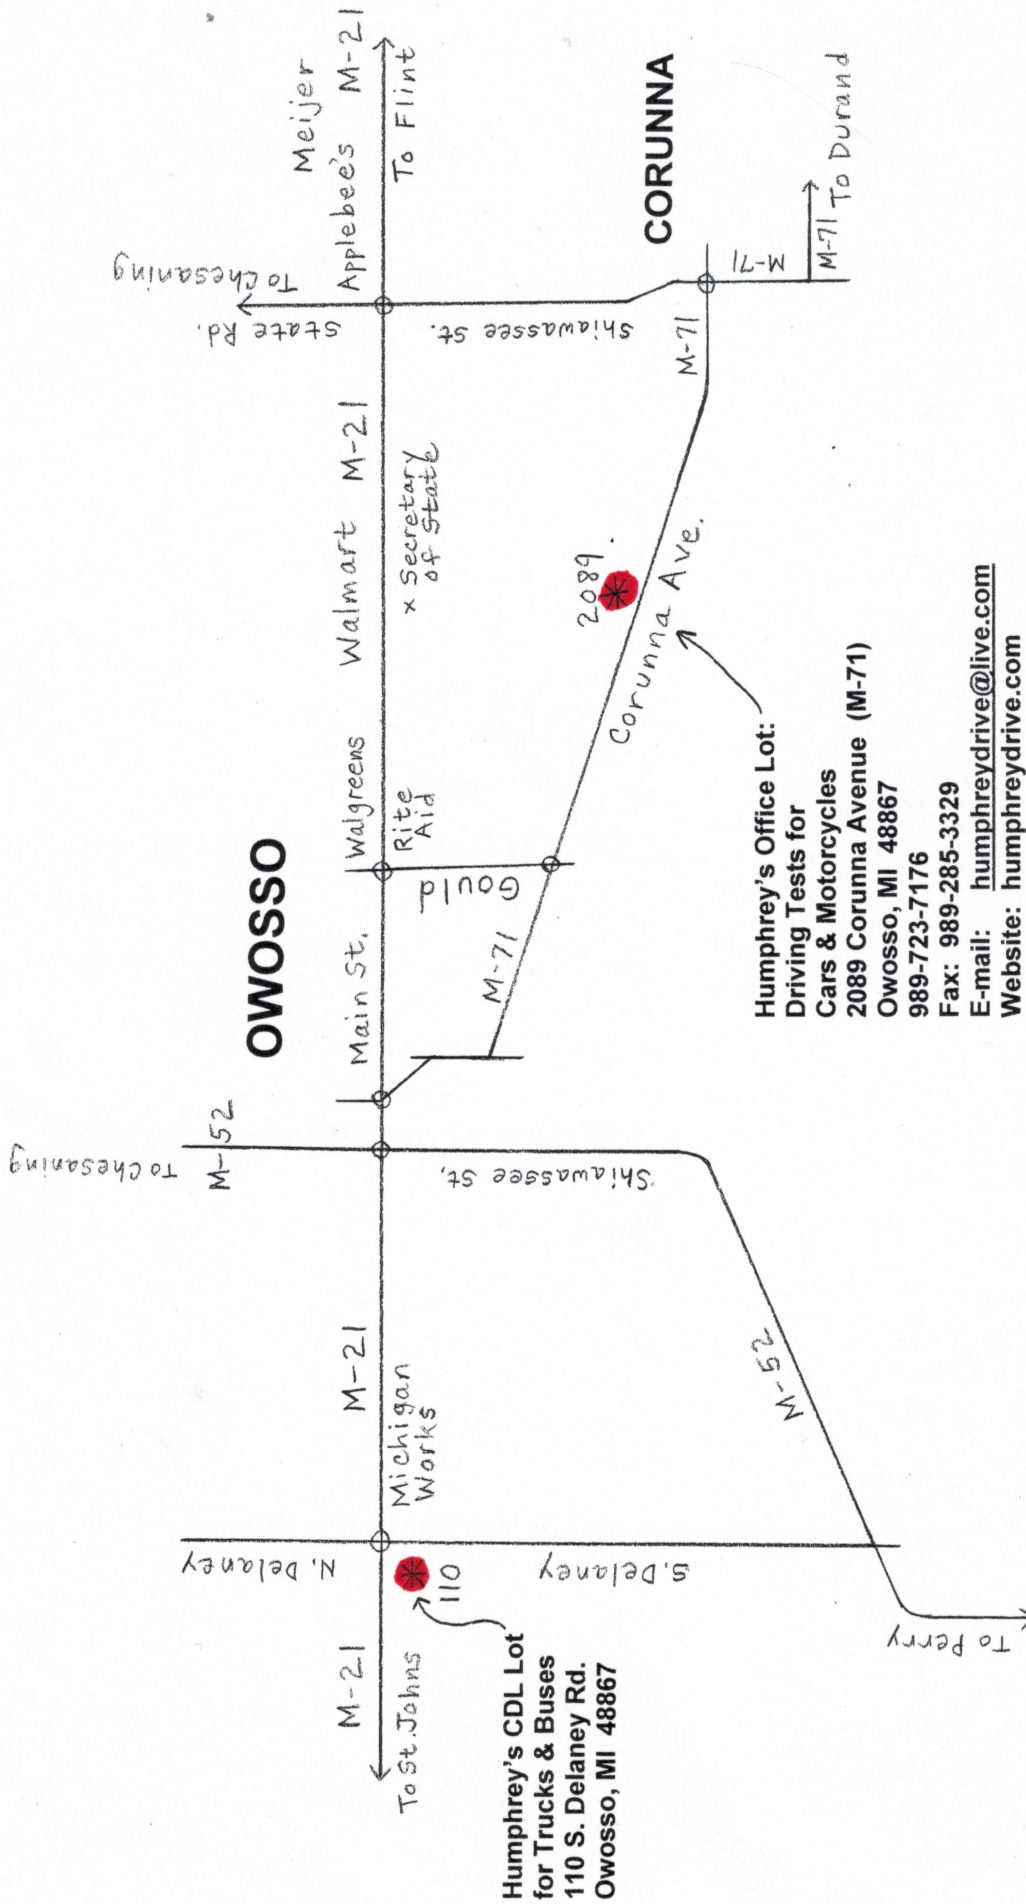 OWOSSO
CORUNNA
To Chesaning
M-52
To Chesaning
State Rd.
Meijer
Applebee's
M-21
To Flint
N. Delaney
M-21
M-21
Main St.
Walgreens
Walmart
M-21
To St. Johns
110
Michigan
Works
Rite
Aid
x Secretary
of State
Gould
Shiawassee St.
Shiawassee St.
S. Delaney
M-71
2089
Corunna Ave.
M-71
M-71
M-71
To Durand
M-52
To Perry
Humphrey's CDL Lot
for Trucks & Buses
110 S. Delaney Rd.
Owosso, MI 48867
Humphrey's Office Lot:
Driving Tests for
Cars & Motorcycles
2089 Corunna Avenue (M-71)
Owosso, MI 48867
989-723-7176
Fax: 989-285-3329
E-mail: humphreydrive@live.com
Website: humphreydrive.com